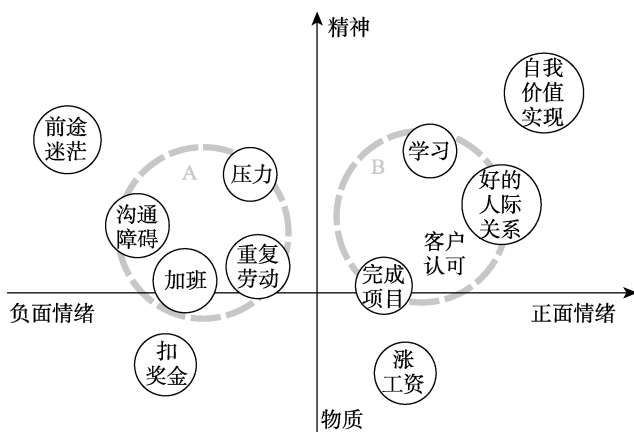 精神
自我
价值
实现
前途
迷茫
A
压力
B
学习
好的
人际
关系
沟通
障碍
客户
认可
重复
劳动
加班
完成
项目
负面情绪
正面情绪
扣
奖金
涨
工资
物质